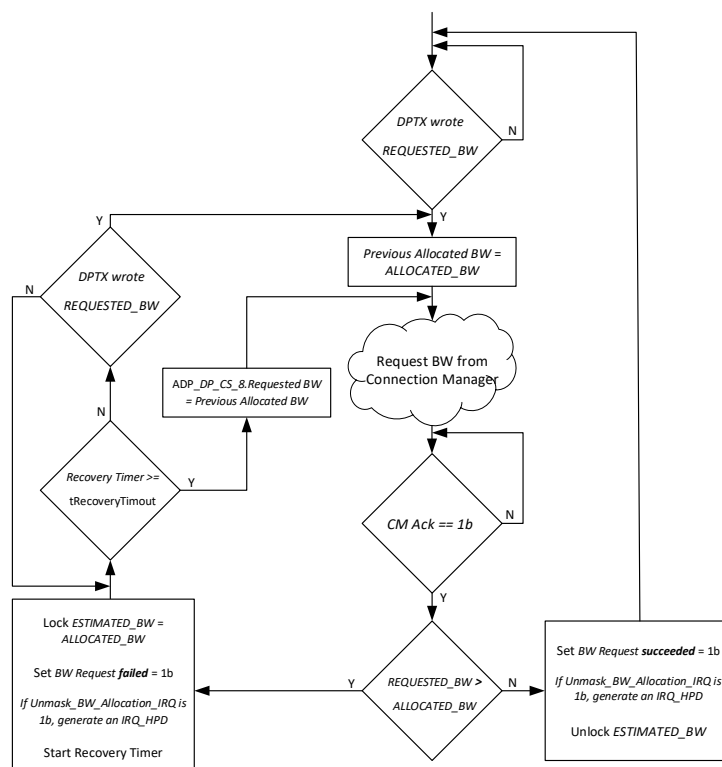 DPTX wrote
REQUESTED_BW
N
Y
Y
Previous Allocated BW =
ALLOCATED_BW
DPTX wrote
REQUESTED_BW
N
Request BW from
Connection Manager
ADP_DP_CS_8.Requested BW
= Previous Allocated BW
N
Recovery Timer >=
tRecoveryTimout
Y
CM Ack == 1b
N
Y
Lock ESTIMATED_BW =
ALLOCATED_BW
Set BW Request failed = 1b
If Unmask_BW_Allocation_IRQ is
1b, generate an IRQ_HPD
Start Recovery Timer
Y
REQUESTED_BW >
ALLOCATED_BW
N
Set BW Request succeeded = 1b
If Unmask_BW_Allocation_IRQ is
1b, generate an IRQ_HPD
Unlock ESTIMATED_BW